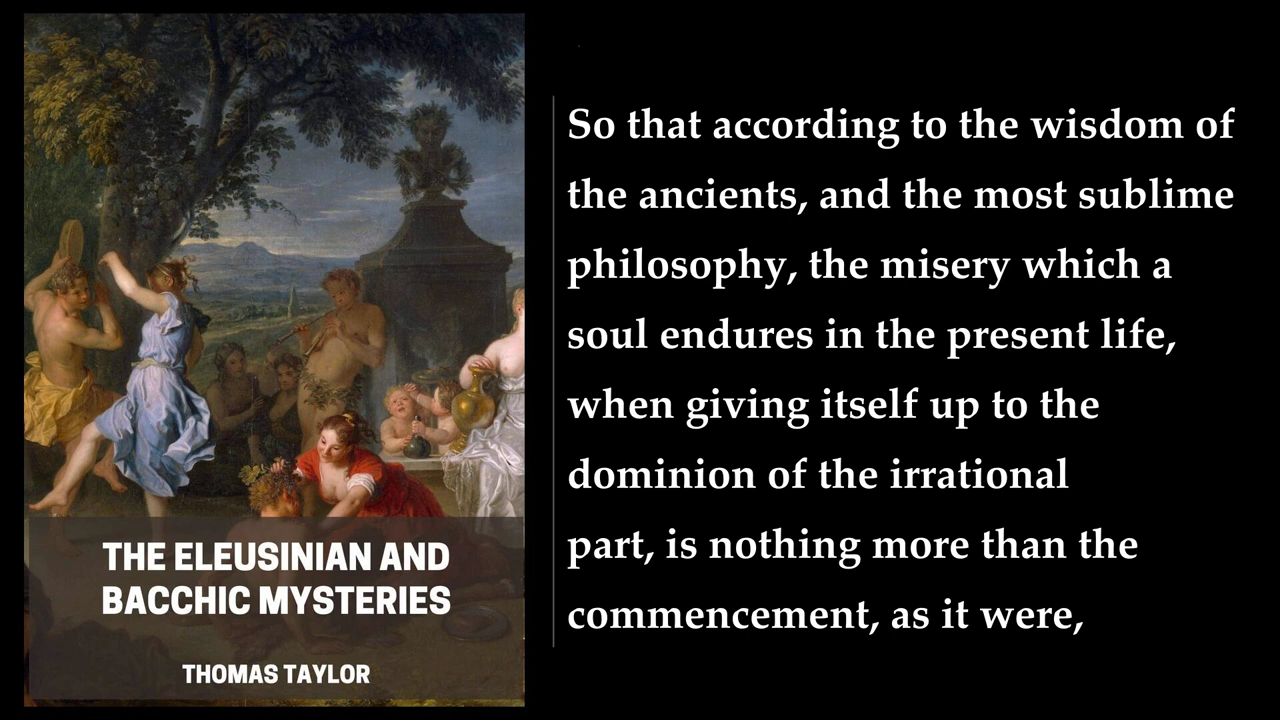 THE ELEUSINIAN AND
BACCHIC MYSTERIES
THOMAS TAYLOR
So that according to the wisdom of
the ancients, and the most sublime
philosophy, the misery which a
soul endures in the present life,
when giving itself up to the
dominion of the irrational
part, is nothing more than the
commencement, as it were,